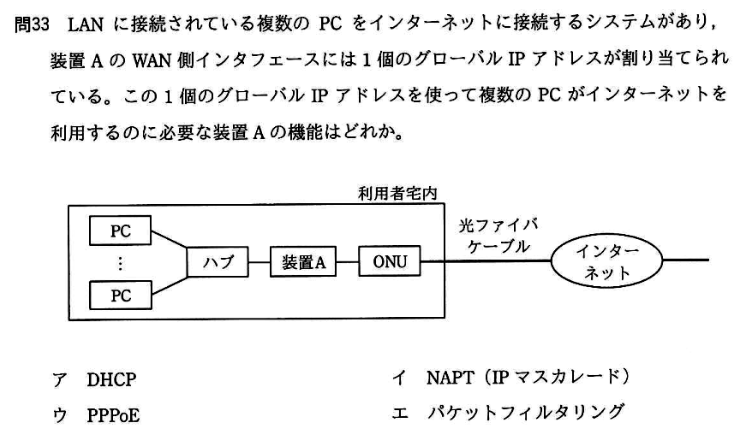 問33 LAN に接続されている複数の PC をインターネットに接続するシステムがあり，
装置 A の WAN 側インタフェースには 1 個のグローバル IP アドレスが割り当てられ
ている。この 1 個のグローバル IP アドレスを使って複数の PC がインターネットを
利用するのに必要な装置 A の機能はどれか。
利用者宅内
PC
⋮
PC
ハブ
装置A
ONU
光ファイバ
ケーブル
インター
ネット
ア DHCP
イ NAPT（IP マスカレード）
ウ PPPoE
エ パケットフィルタリング